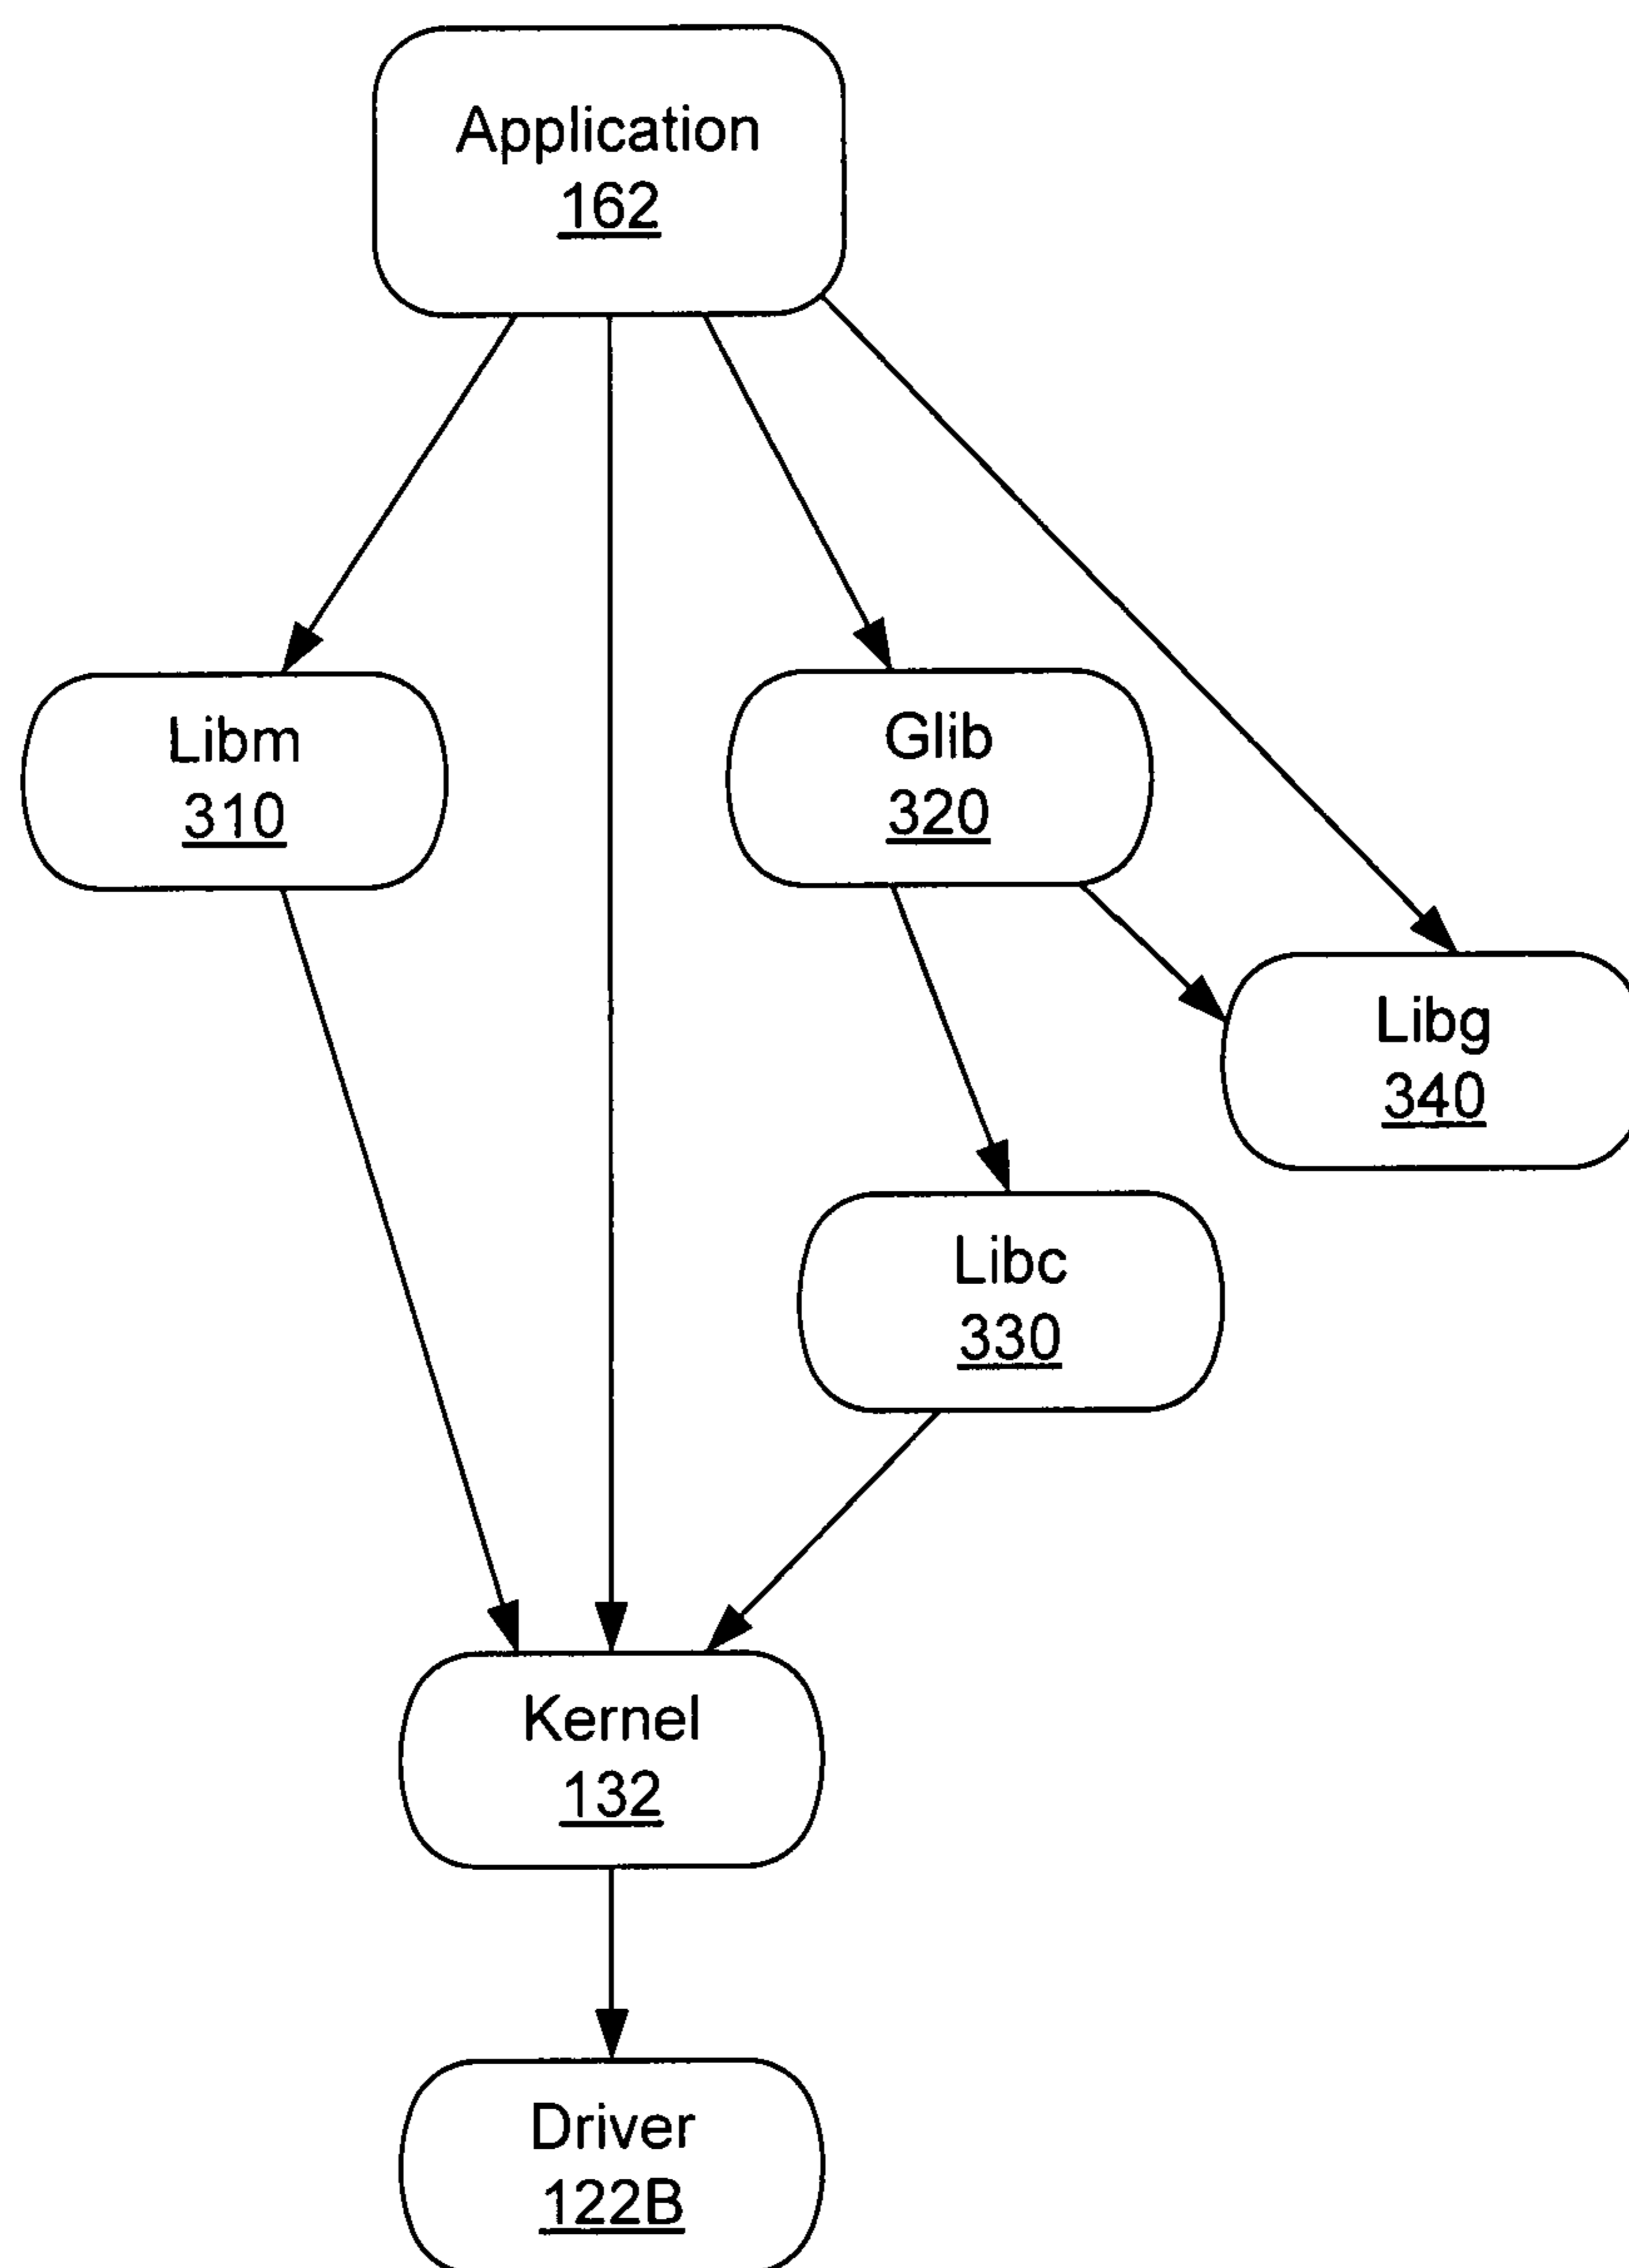 Application
162
Libm
310
Glib
320
Libg
340
Libc
330
Kernel
132
Driver
122B